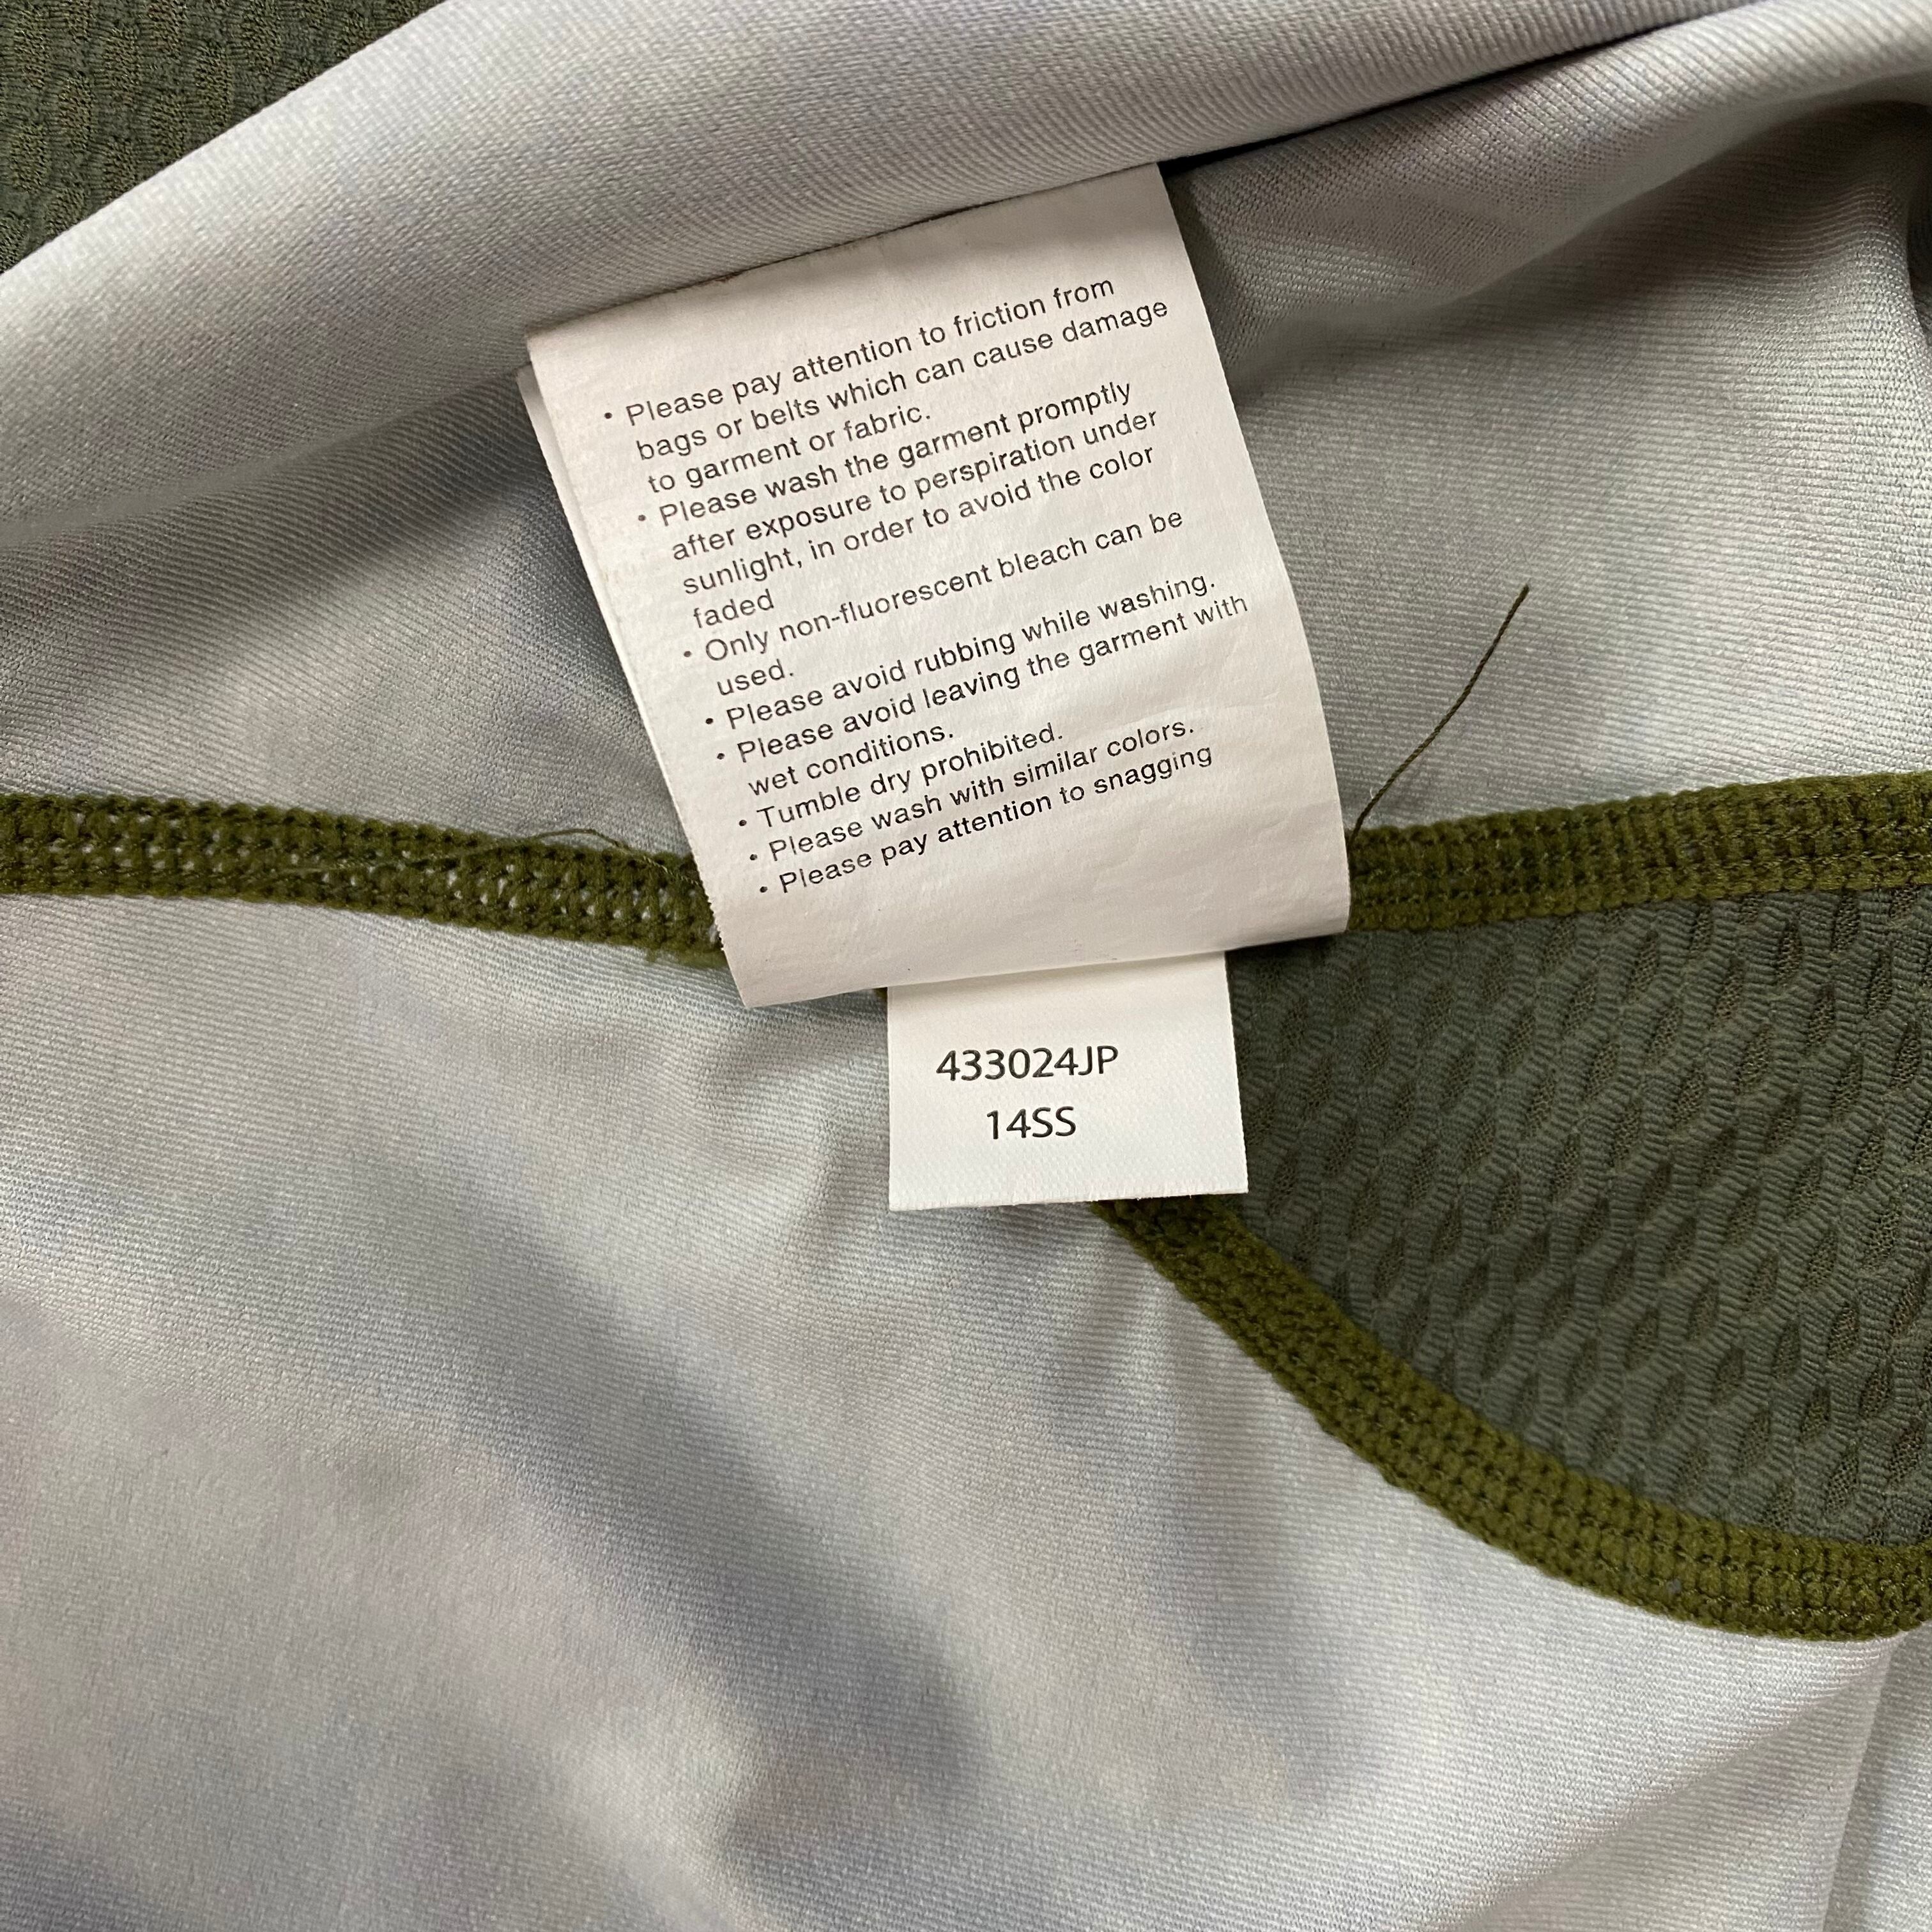 • Please pay attention to friction from
bags or belts which can cause damage
to garment or fabric.
• Please wash the garment promptly
after exposure to perspiration under
sunlight, in order to avoid the color
faded
• Only non-fluorescent bleach can be
used.
• Please avoid rubbing while washing.
• Please avoid leaving the garment with
wet conditions.
• Tumble dry prohibited.
• Please wash with similar colors.
• Please pay attention to snagging
433024JP
14SS